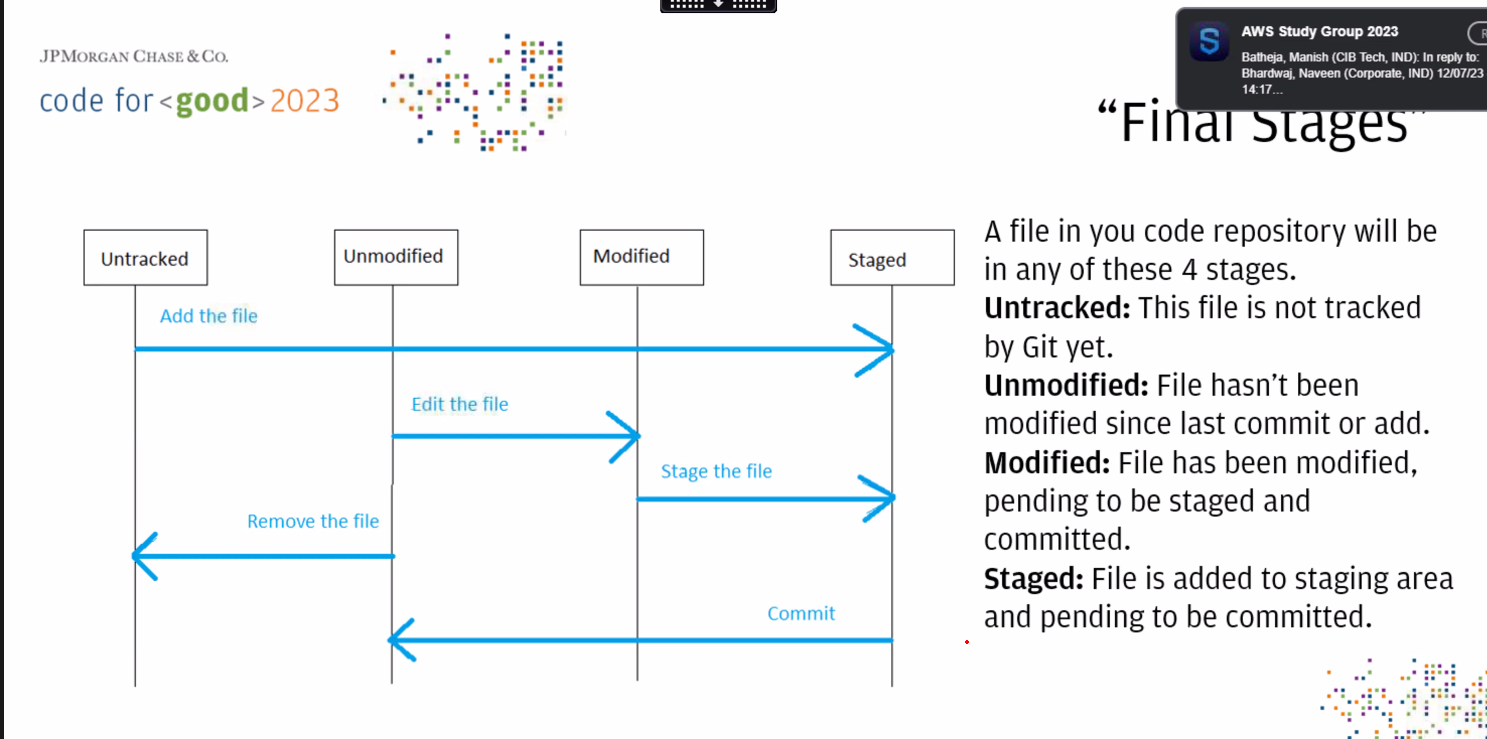 JPMORGAN CHASE & CO.
code for <good> 2023
AWS Study Group 2023
R
Batheja, Manish (CIB Tech, IND): In reply to:
Bhardwaj, Naveen (Corporate, IND) 12/07/23
14:17...
“Final Stages”
Untracked
Unmodified
Modified
Staged
Add the file
Edit the file
Stage the file
Remove the file
Commit
A file in you code repository will be
in any of these 4 stages.
Untracked: This file is not tracked
by Git yet.
Unmodified: File hasn’t been
modified since last commit or add.
Modified: File has been modified,
pending to be staged and
committed.
Staged: File is added to staging area
and pending to be committed.